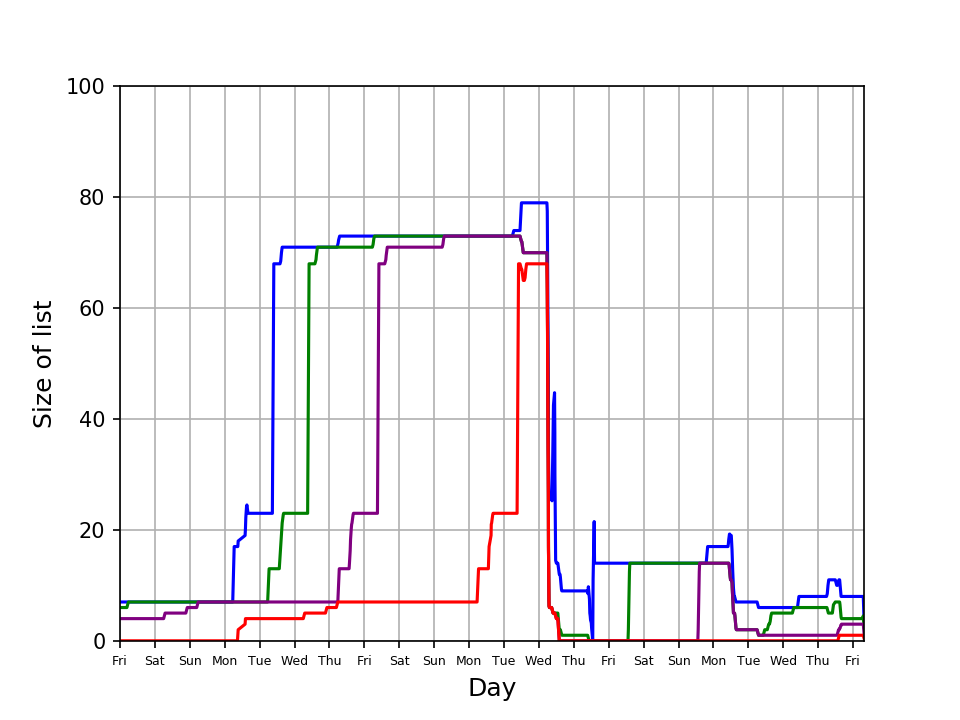 100
80
60
40
20
0
Size of list
Fri Sat Sun Mon Tue Wed Thu Fri Sat Sun Mon Tue Wed Thu Fri Sat Sun Mon Tue Wed Thu Fri
Day